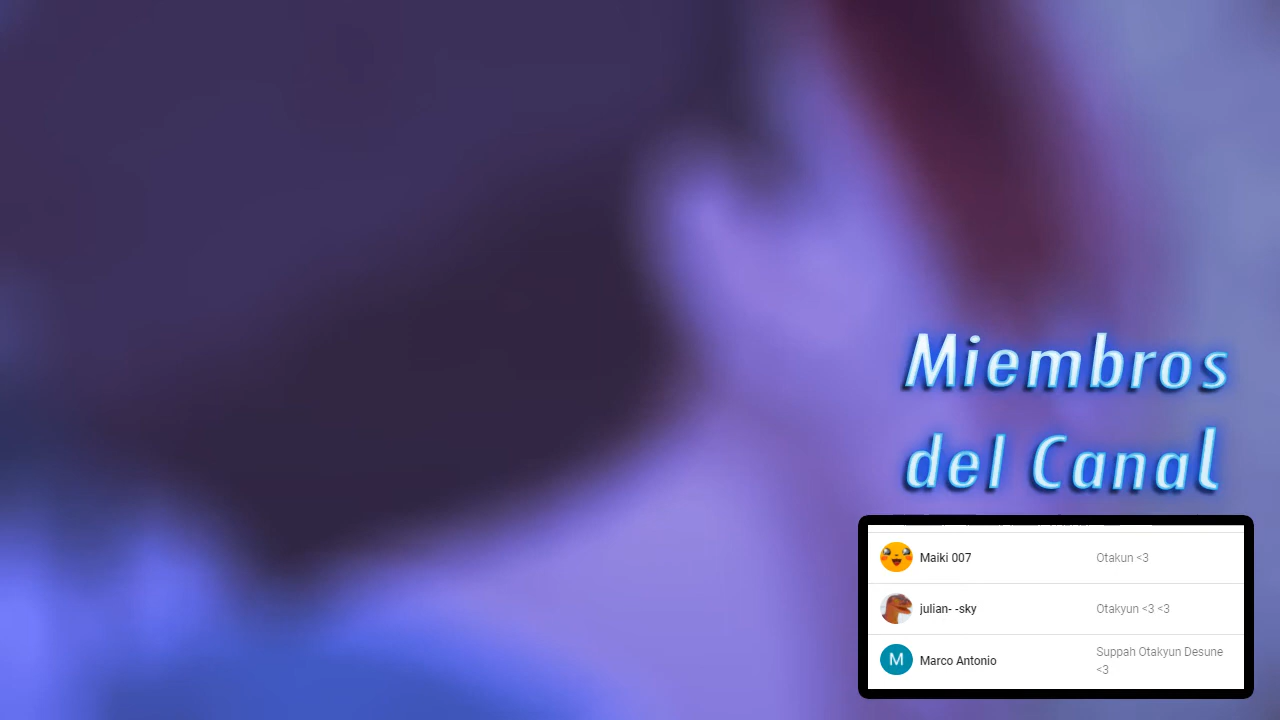 Miembros
del Canal
Maiki 007 Otakun <3
julian- -sky Otakyun <3 <3
M Marco Antonio Suppah Otakyun Desune
<3